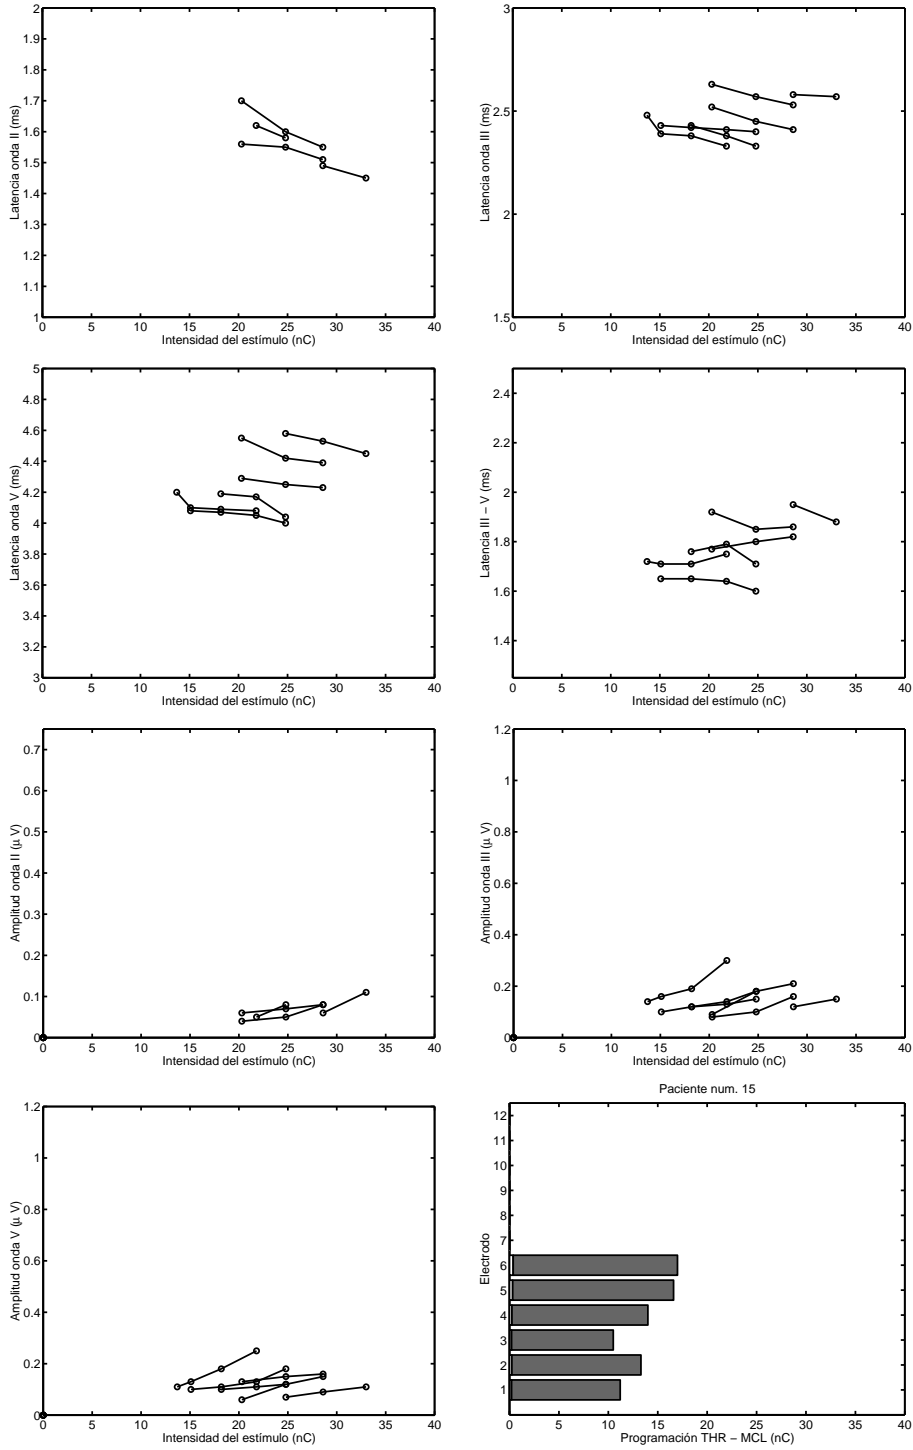 2
1.9
1.8
1.7
1.6
1.5
1.4
1.3
1.2
1.1
1
Latencia onda II (ms)
0 5 10 15 20 25 30 35 40
Intensidad del estímulo (nC)
3
2.5
2
1.5
Latencia onda III (ms)
0 5 10 15 20 25 30 35 40
Intensidad del estímulo (nC)
5
4.8
4.6
4.4
4.2
4
3.8
3.6
3.4
3.2
3
Latencia onda V (ms)
0 5 10 15 20 25 30 35 40
Intensidad del estímulo (nC)
2.4
2.2
2
1.8
1.6
1.4
Latencia III – V (ms)
0 5 10 15 20 25 30 35 40
Intensidad del estímulo (nC)
0.7
0.6
0.5
0.4
0.3
0.2
0.1
0
Amplitud onda II (μ V)
0 5 10 15 20 25 30 35 40
Intensidad del estímulo (nC)
1.2
1
0.8
0.6
0.4
0.2
0
Amplitud onda III (μ V)
0 5 10 15 20 25 30 35 40
Intensidad del estímulo (nC)
1.2
1
0.8
0.6
0.4
0.2
0
Amplitud onda V (μ V)
0 5 10 15 20 25 30 35 40
Intensidad del estímulo (nC)
Paciente num. 15
12
11
10
9
8
7
6
5
4
3
2
1
Electrodo
0 5 10 15 20 25 30 35 40
Programación THR – MCL (nC)